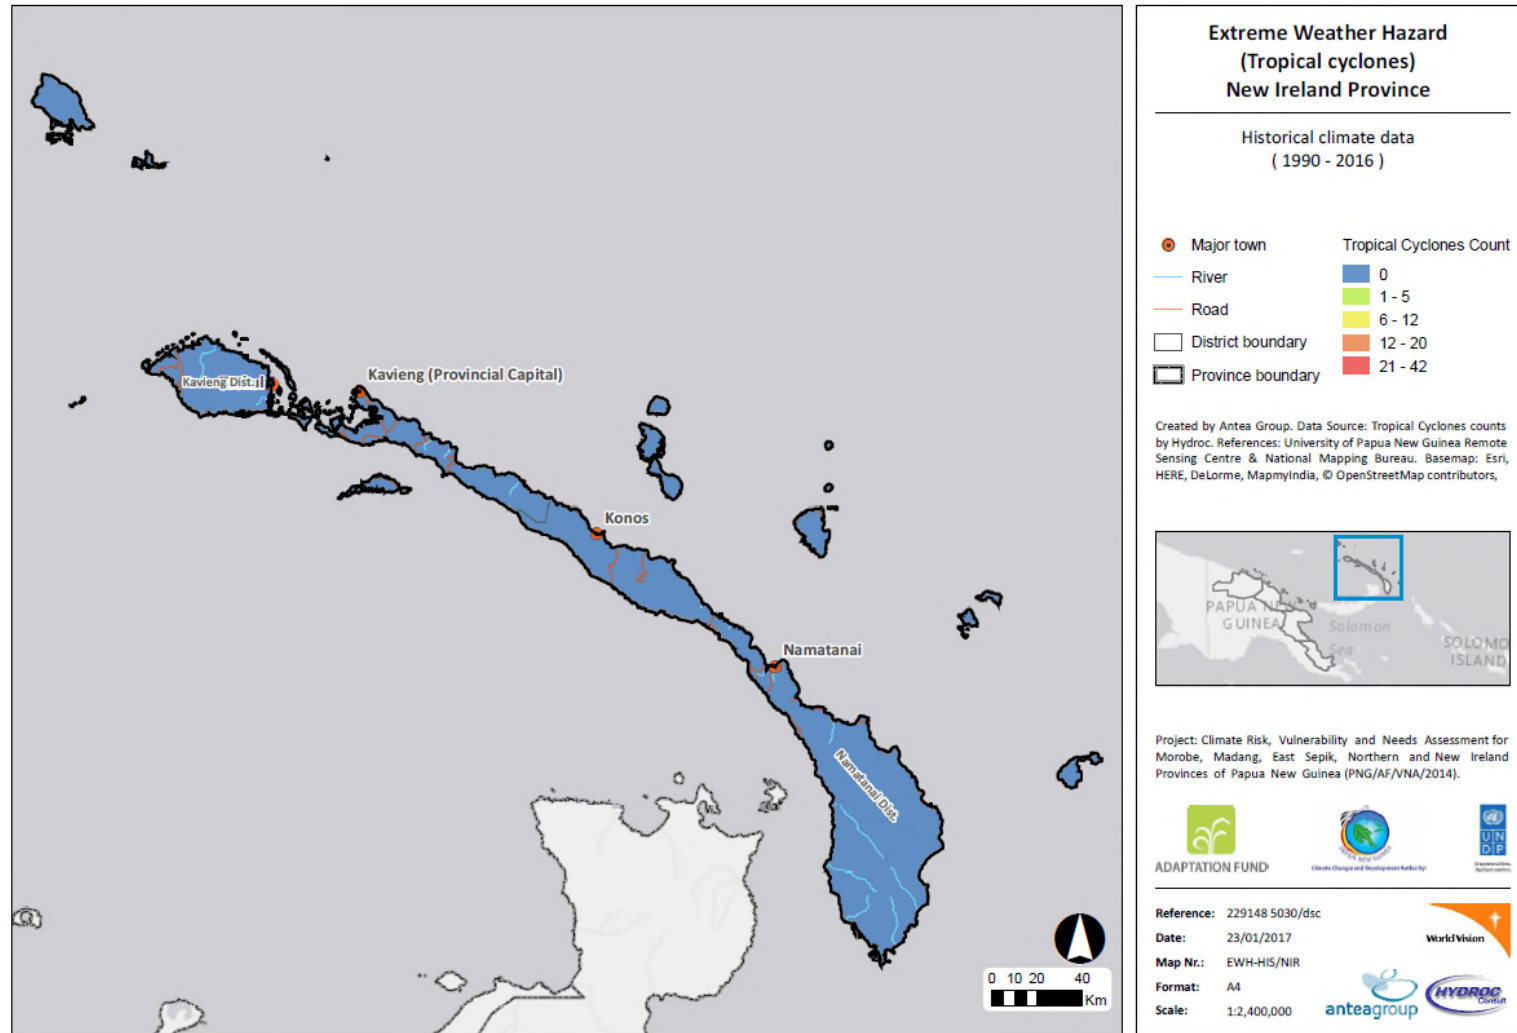 Extreme Weather Hazard
(Tropical cyclones)
New Ireland Province
Historical climate data
( 1990 - 2016 )
Major town
River
Road
District boundary
Province boundary
Tropical Cyclones Count
0
1 - 5
6 - 12
12 - 20
21 - 42
Created by Antea Group. Data Source: Tropical Cyclones counts
by Hydroc. References: University of Papua New Guinea Remote
Sensing Centre & National Mapping Bureau. Basemap: Esri,
HERE, DeLorme, MapmyIndia, © OpenStreetMap contributors,
PAPUA NEW
GUINEA
Solomon
Sea
SOLOMO
ISLAND
Project: Climate Risk, Vulnerability and Needs Assessment for
Morobe, Madang, East Sepik, Northern and New Ireland
Provinces of Papua New Guinea (PNG/AF/VNA/2014).
af
ADAPTATION FUND
Climate Changes and Development Authority
U N
D P
Reference: 229148 5030/dsc
Date: 23/01/2017
Map Nr.: EWH-HIS/NIR
Format: A4
Scale: 1:2,400,000
World Vision
anteagroup
HYDROC
Consult
Kavieng Dist.
Kavieng (Provincial Capital)
Konos
Namatanai
Namatanai Dist.
0 10 20 40
Km